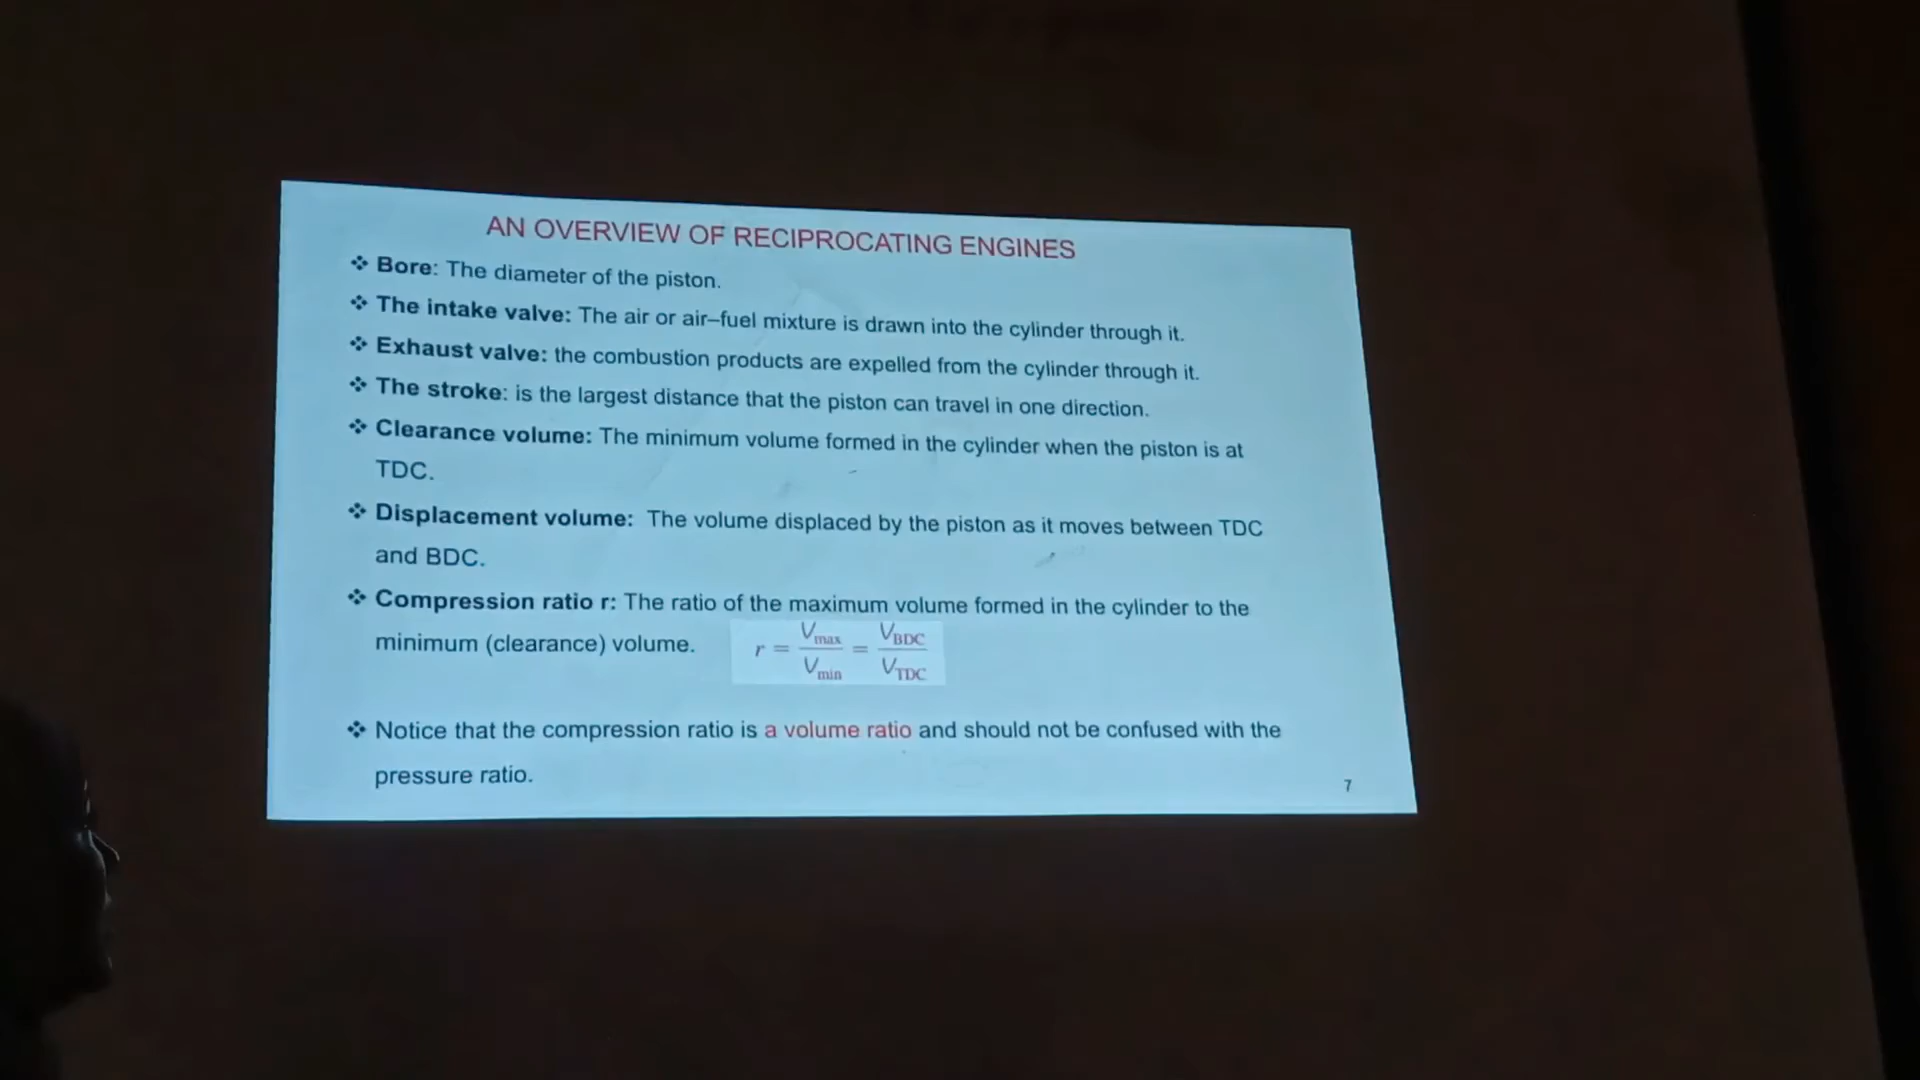 AN OVERVIEW OF RECIPROCATING ENGINES
❖ Bore: The diameter of the piston.
❖ The intake valve: The air or air–fuel mixture is drawn into the cylinder through it.
❖ Exhaust valve: the combustion products are expelled from the cylinder through it.
❖ The stroke: is the largest distance that the piston can travel in one direction.
❖ Clearance volume: The minimum volume formed in the cylinder when the piston is at
TDC.
❖ Displacement volume: The volume displaced by the piston as it moves between TDC
and BDC.
❖ Compression ratio r: The ratio of the maximum volume formed in the cylinder to the
minimum (clearance) volume. r = Vmax/Vmin = VBDC/VTDC
❖ Notice that the compression ratio is a volume ratio and should not be confused with the
pressure ratio.
7